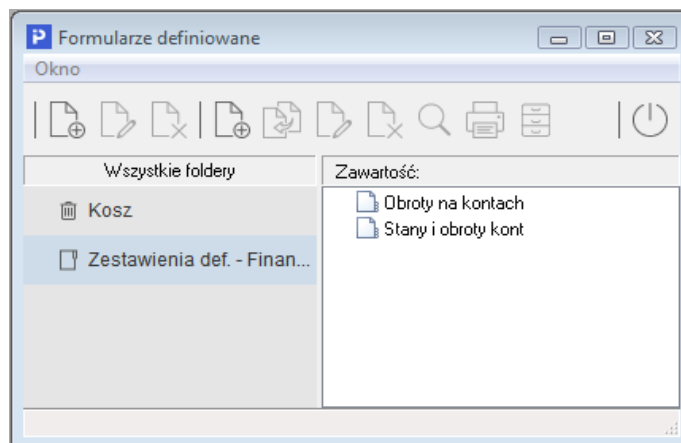 P Formularze definiowane
Okno
Wszystkie foldery
Zawartość:
Kosz
Zestawienia def. - Finan...
Obroty na kontach
Stany i obroty kont